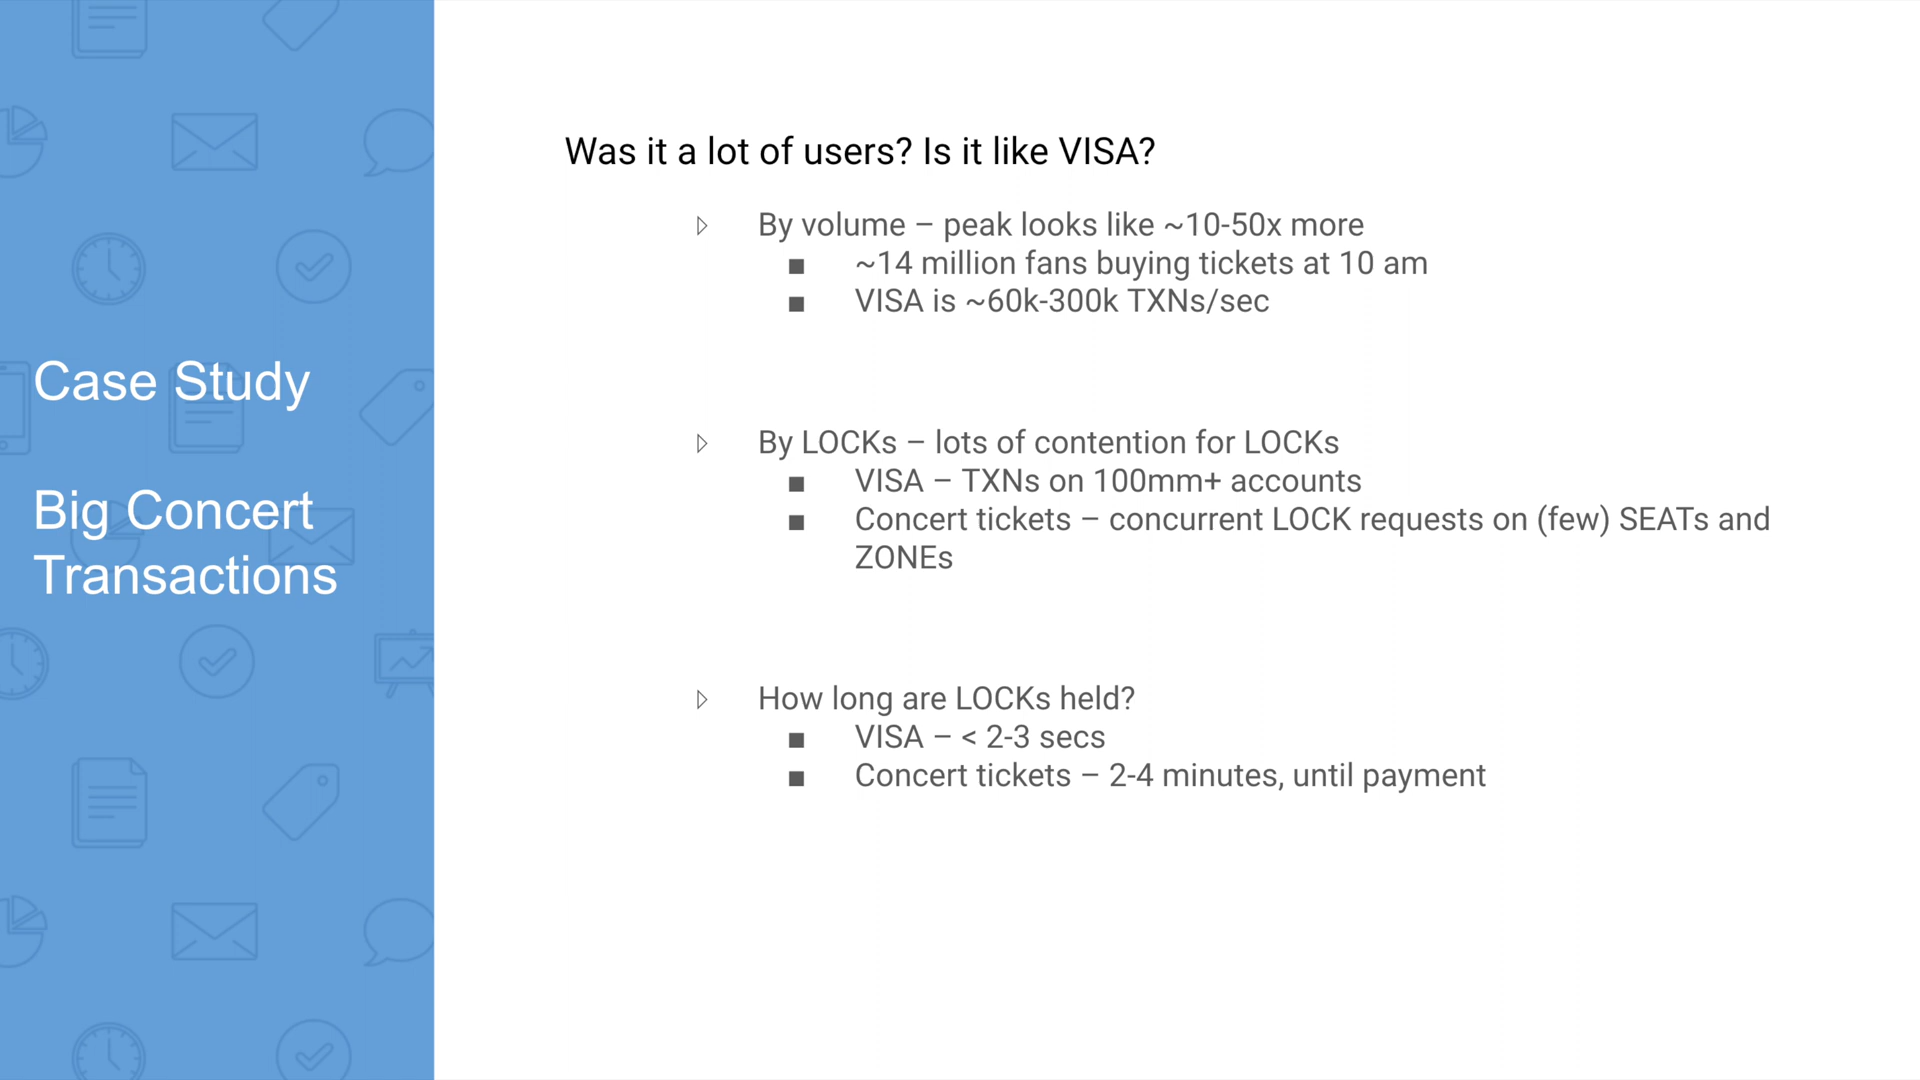 Case Study
Big Concert
Transactions
Was it a lot of users? Is it like VISA?
▷ By volume – peak looks like ~10-50x more
■ ~14 million fans buying tickets at 10 am
■ VISA is ~60k-300k TXNs/sec
▷ By LOCKs – lots of contention for LOCKs
■ VISA – TXNs on 100mm+ accounts
■ Concert tickets – concurrent LOCK requests on (few) SEATs and
ZONEs
▷ How long are LOCKs held?
■ VISA – < 2-3 secs
■ Concert tickets – 2-4 minutes, until payment